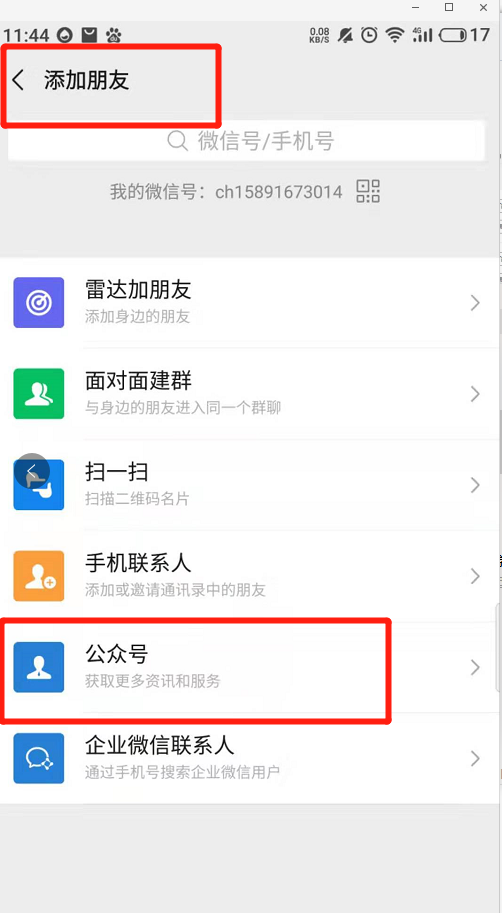 11:44
0.08
KB/S
4G
17
添加朋友
微信号/手机号
我的微信号：ch15891673014
雷达加朋友
添加身边的朋友
面对面建群
与身边的朋友进入同一个群聊
扫一扫
扫描二维码名片
手机联系人
添加或邀请通讯录中的朋友
公众号
获取更多资讯和服务
企业微信联系人
通过手机号搜索企业微信用户